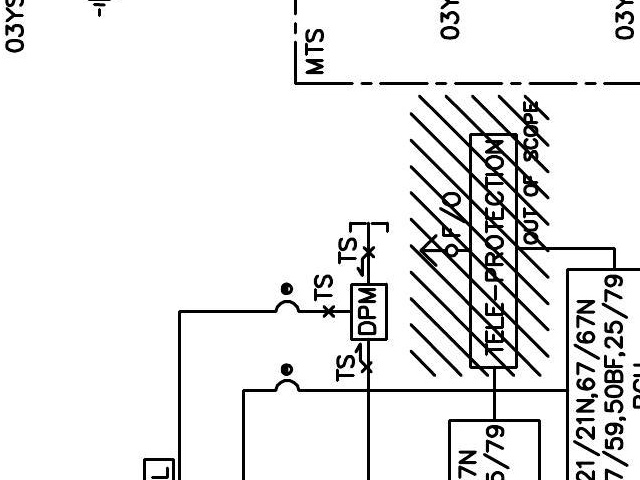 03YS
MTS
03Y
03Y
TS
TS
TS
DPM
F/O
TELE-PROTECTION
OUT OF SCOPE
21/21N,67/67N
7/59,50BF,25/79
7N
5/79
L